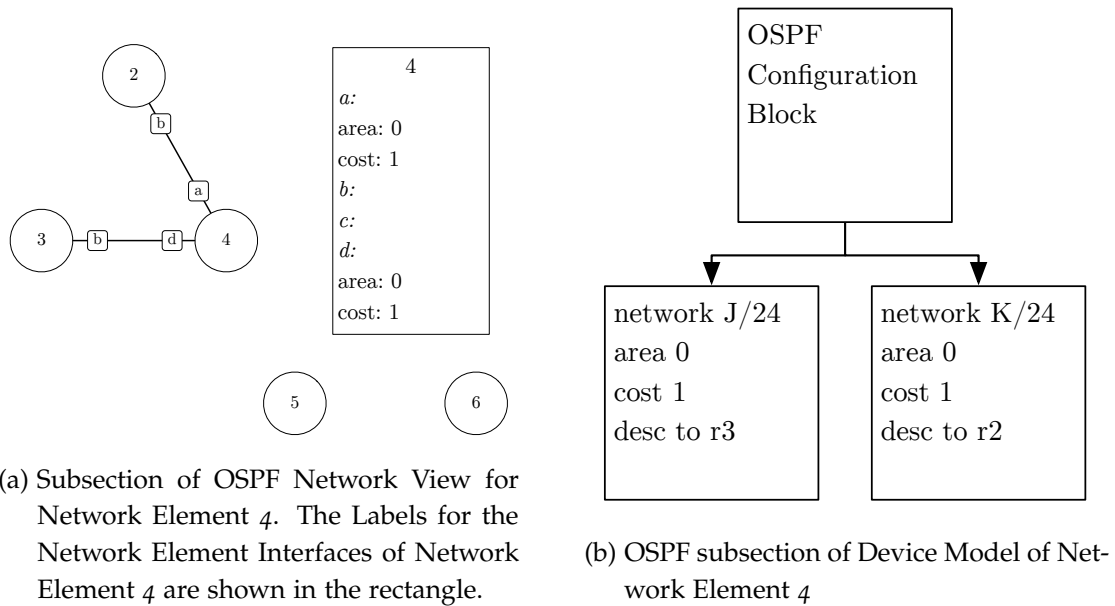 2
b
a
3
b
d
4
4
a:
area: 0
cost: 1
b:
c:
d:
area: 0
cost: 1
5
6
a) Subsection of OSPF Network View for
Network Element 4. The Labels for the
Network Element Interfaces of Network
Element 4 are shown in the rectangle.
OSPF
Configuration
Block
network J/24
area 0
cost 1
desc to r3
network K/24
area 0
cost 1
desc to r2
(b) OSPF subsection of Device Model of Net-
work Element 4